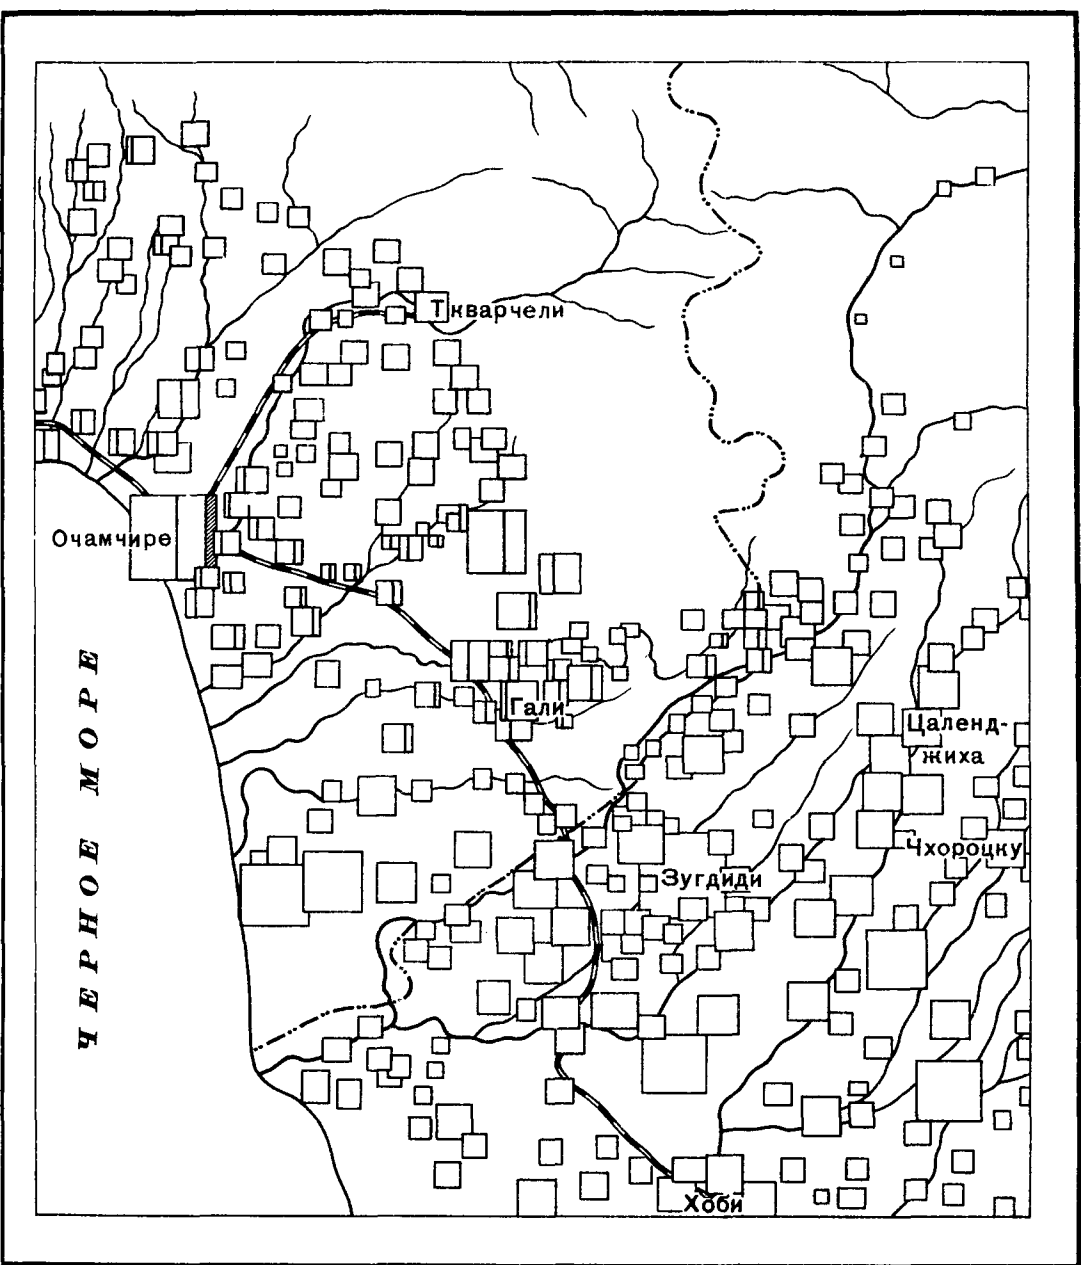 Ткварчели
Очамчире
ЧЕРНОЕ МОРЕ
Гали
Цаленд-
жиха
Чхороцку
Зугдиди
Хоби